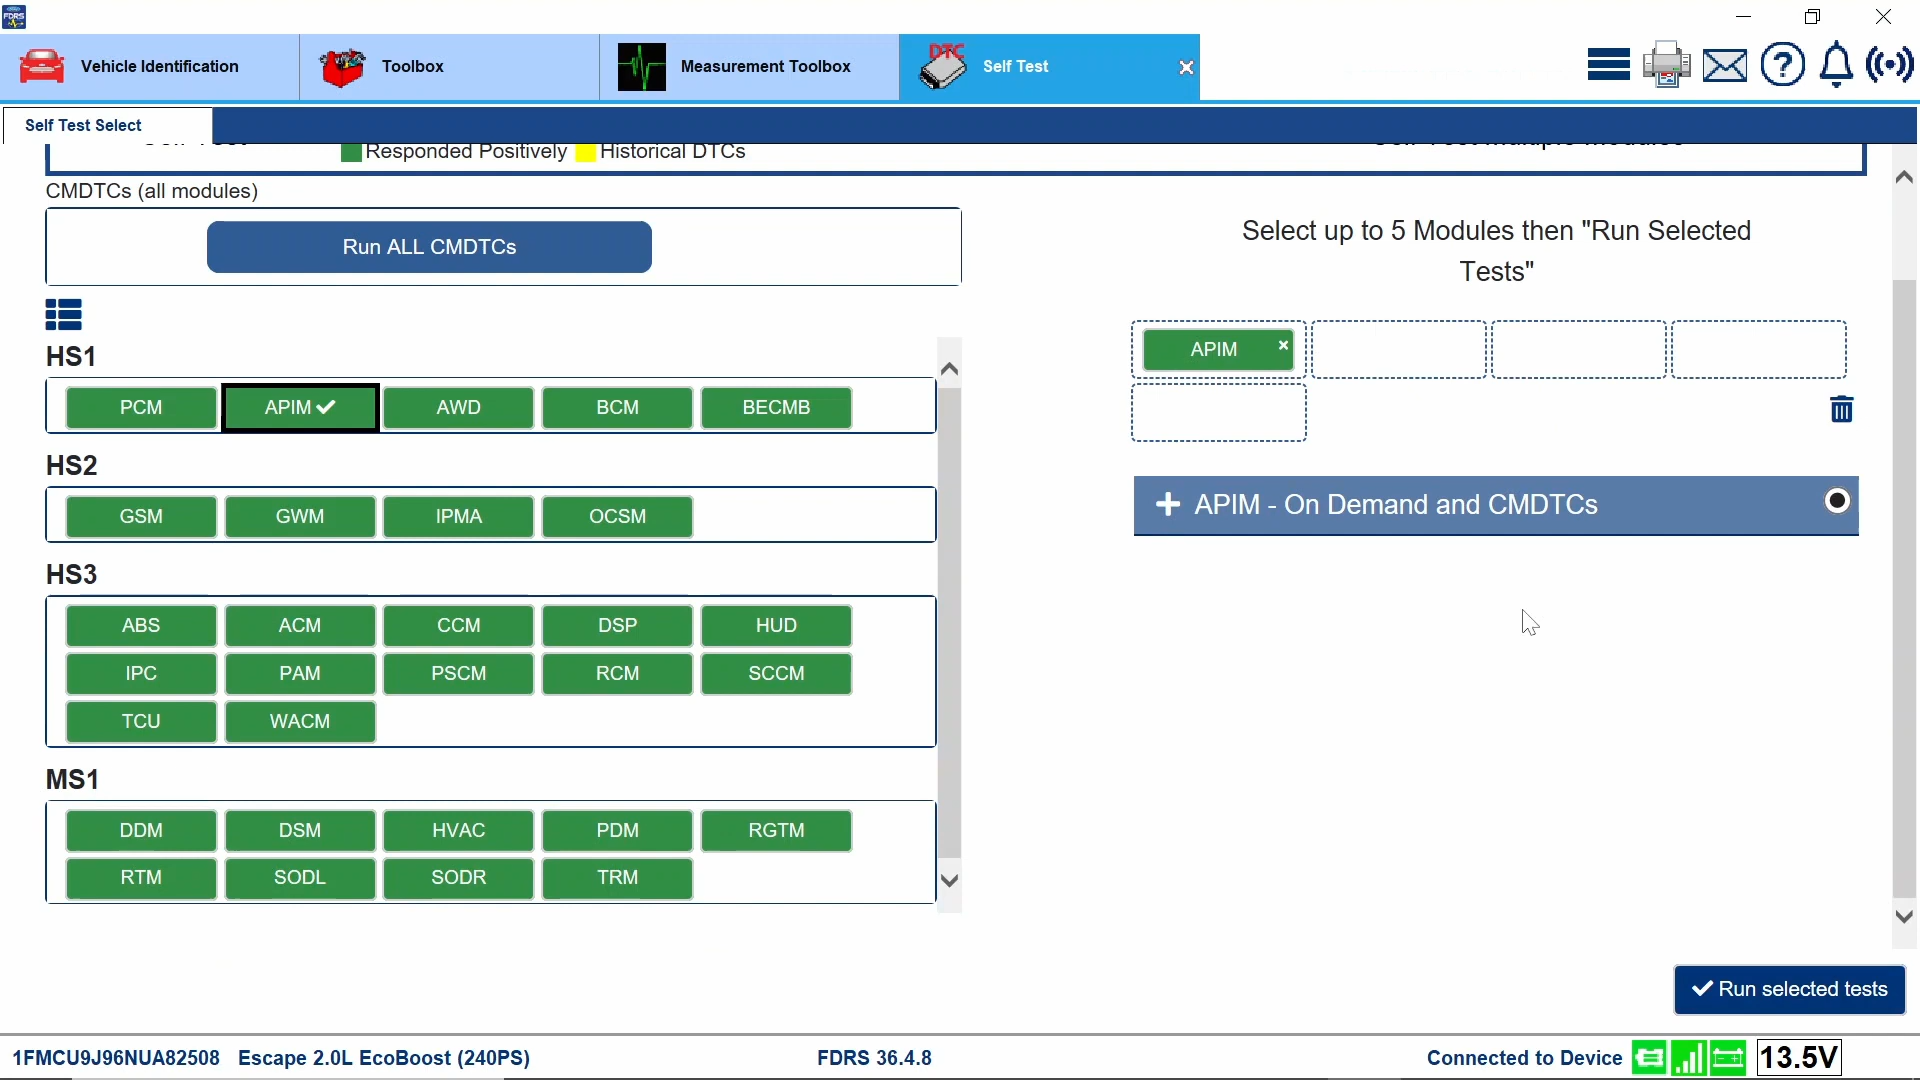 FDRS
Vehicle Identification
Toolbox
Measurement Toolbox
DTC
Self Test
Self Test Select
Responded Positively
Historical DTCs
CMDTCs (all modules)
Run ALL CMDTCs
Select up to 5 Modules then "Run Selected
Tests"
APIM
HS1
PCM
APIM
AWD
BCM
BECMB
HS2
GSM
GWM
IPMA
OCSM
APIM - On Demand and CMDTCs
HS3
ABS
ACM
CCM
DSP
HUD
IPC
PAM
PSCM
RCM
SCCM
TCU
WACM
MS1
DDM
DSM
HVAC
PDM
RGTM
RTM
SODL
SODR
TRM
Run selected tests
1FMCU9J96NUA82508 Escape 2.0L EcoBoost (240PS)
FDRS 36.4.8
Connected to Device
13.5V